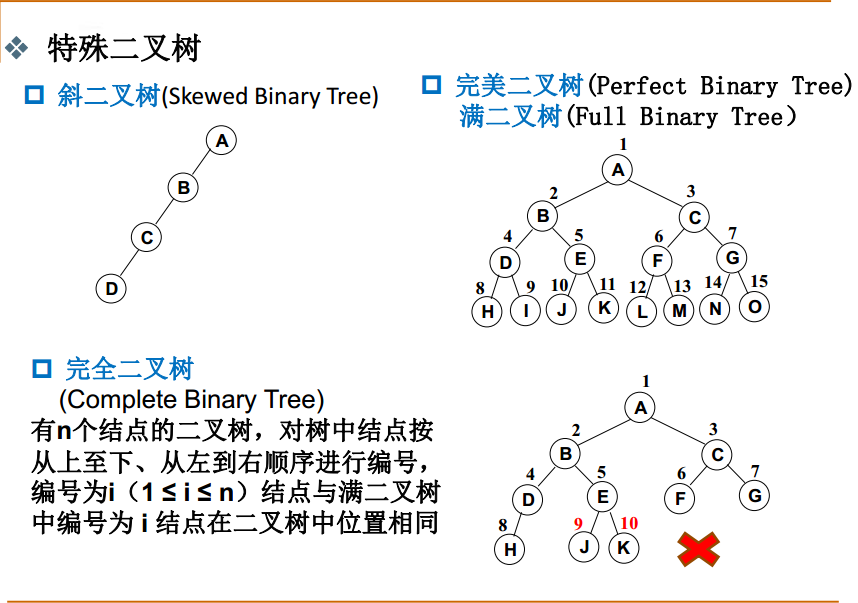 ❖ 特殊二叉树
斜二叉树(Skewed Binary Tree)
A
B
C
D
完美二叉树(Perfect Binary Tree)
满二叉树(Full Binary Tree）
1
A
2 3
B C
4 5 6 7
D E F G
8 9 10 11 12 13 14 15
H I J K L M N O
完全二叉树
(Complete Binary Tree)
有n个结点的二叉树，对树中结点按
从上至下、从左到右顺序进行编号，
编号为i（1 ≤ i ≤ n）结点与满二叉树
中编号为 i 结点在二叉树中位置相同
1
A
2 3
B C
4 5 6 7
D E F G
8 9 10
H J K